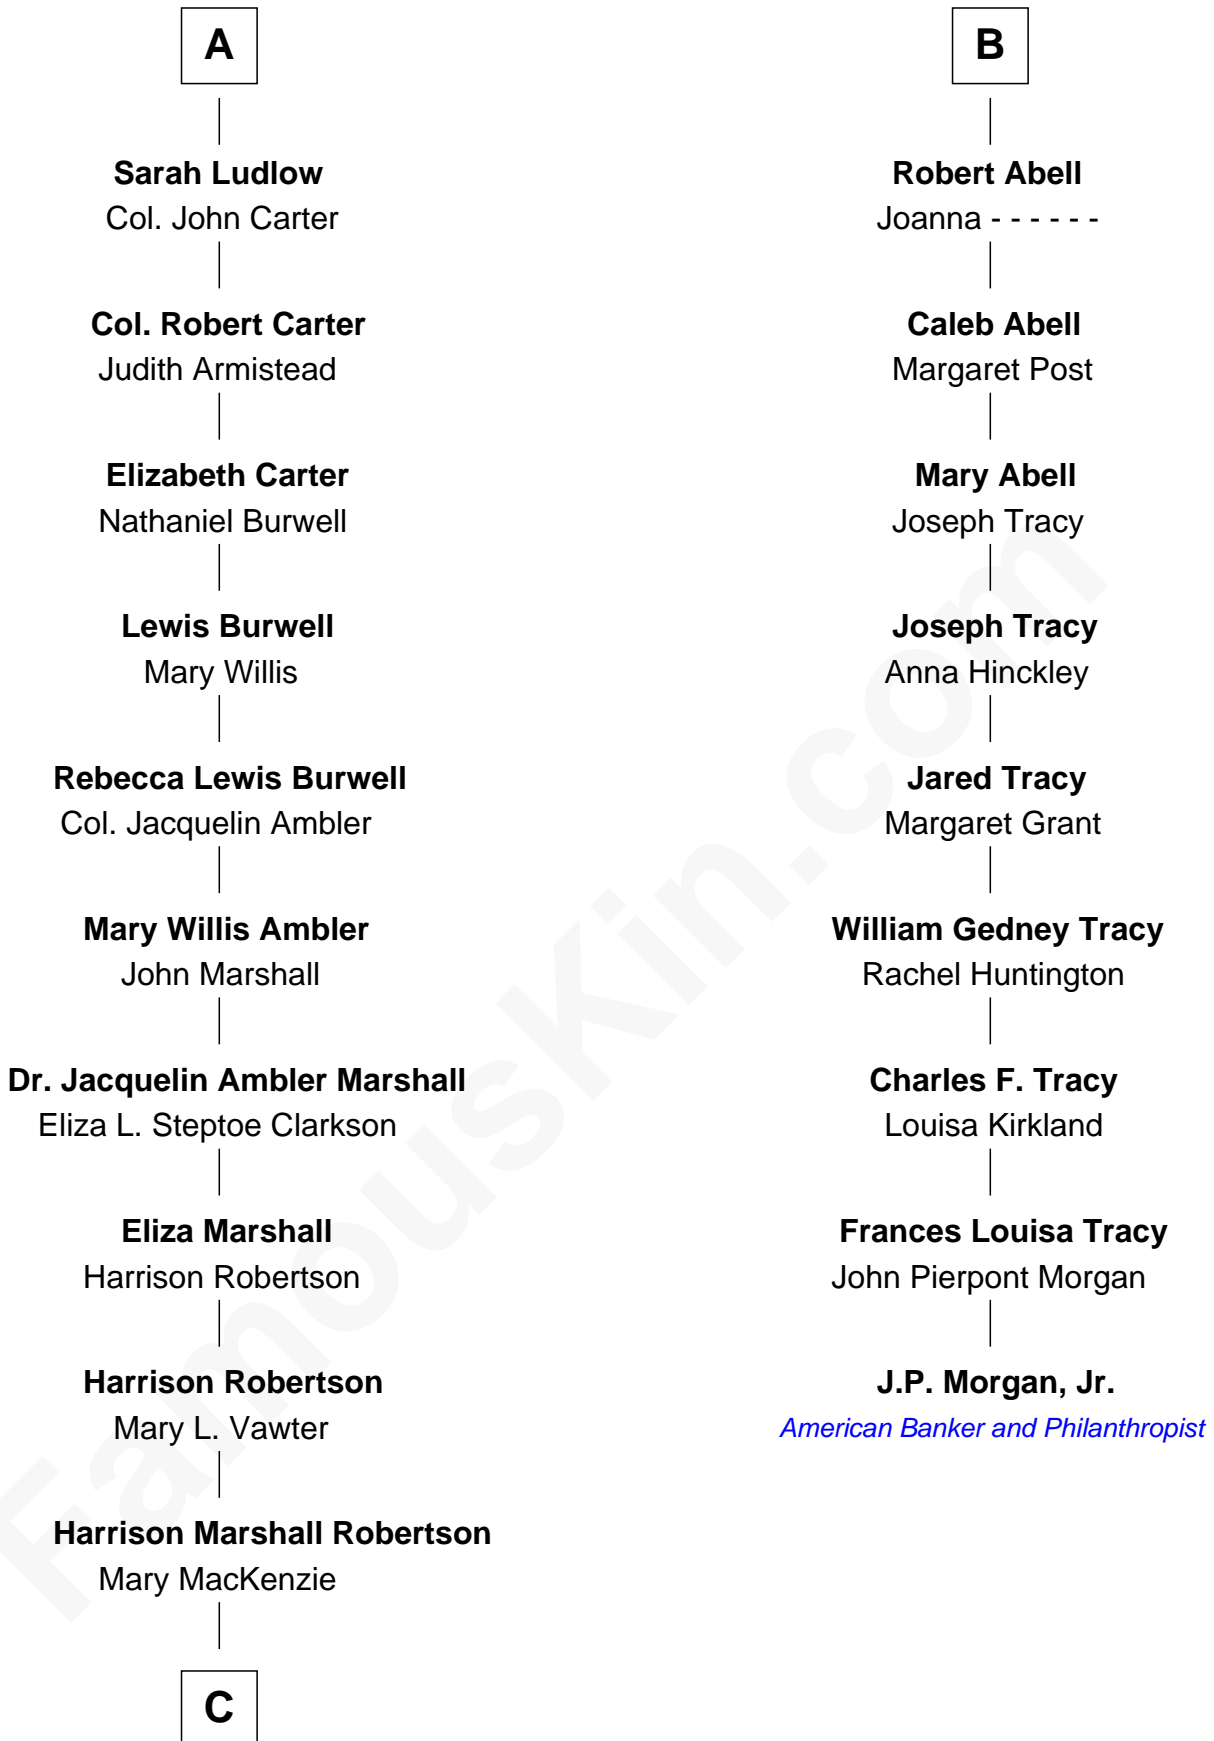 A
Sarah Ludlow
Col. John Carter
Col. Robert Carter
Judith Armistead
Elizabeth Carter
Nathaniel Burwell
Lewis Burwell
Mary Willis
Rebecca Lewis Burwell
Col. Jacquelin Ambler
Mary Willis Ambler
John Marshall
Dr. Jacquelin Ambler Marshall
Eliza L. Steptoe Clarkson
Eliza Marshall
Harrison Robertson
Harrison Robertson
Mary L. Vawter
Harrison Marshall Robertson
Mary MacKenzie
C
B
Robert Abell
Joanna - - - - - -
Caleb Abell
Margaret Post
Mary Abell
Joseph Tracy
Joseph Tracy
Anna Hinckley
Jared Tracy
Margaret Grant
William Gedney Tracy
Rachel Huntington
Charles F. Tracy
Louisa Kirkland
Frances Louisa Tracy
John Pierpont Morgan
J.P. Morgan, Jr.
American Banker and Philanthropist
FamousKin.com